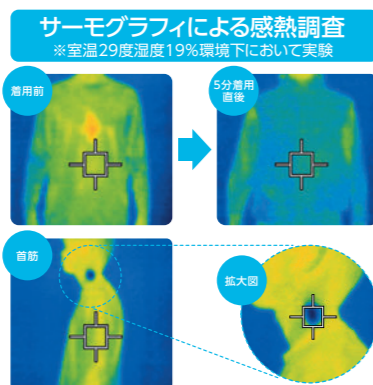 サーモグラフィによる感熱調査
※室温29度湿度19%環境下において実験
着用前
5分着用
直後
首筋
拡大図